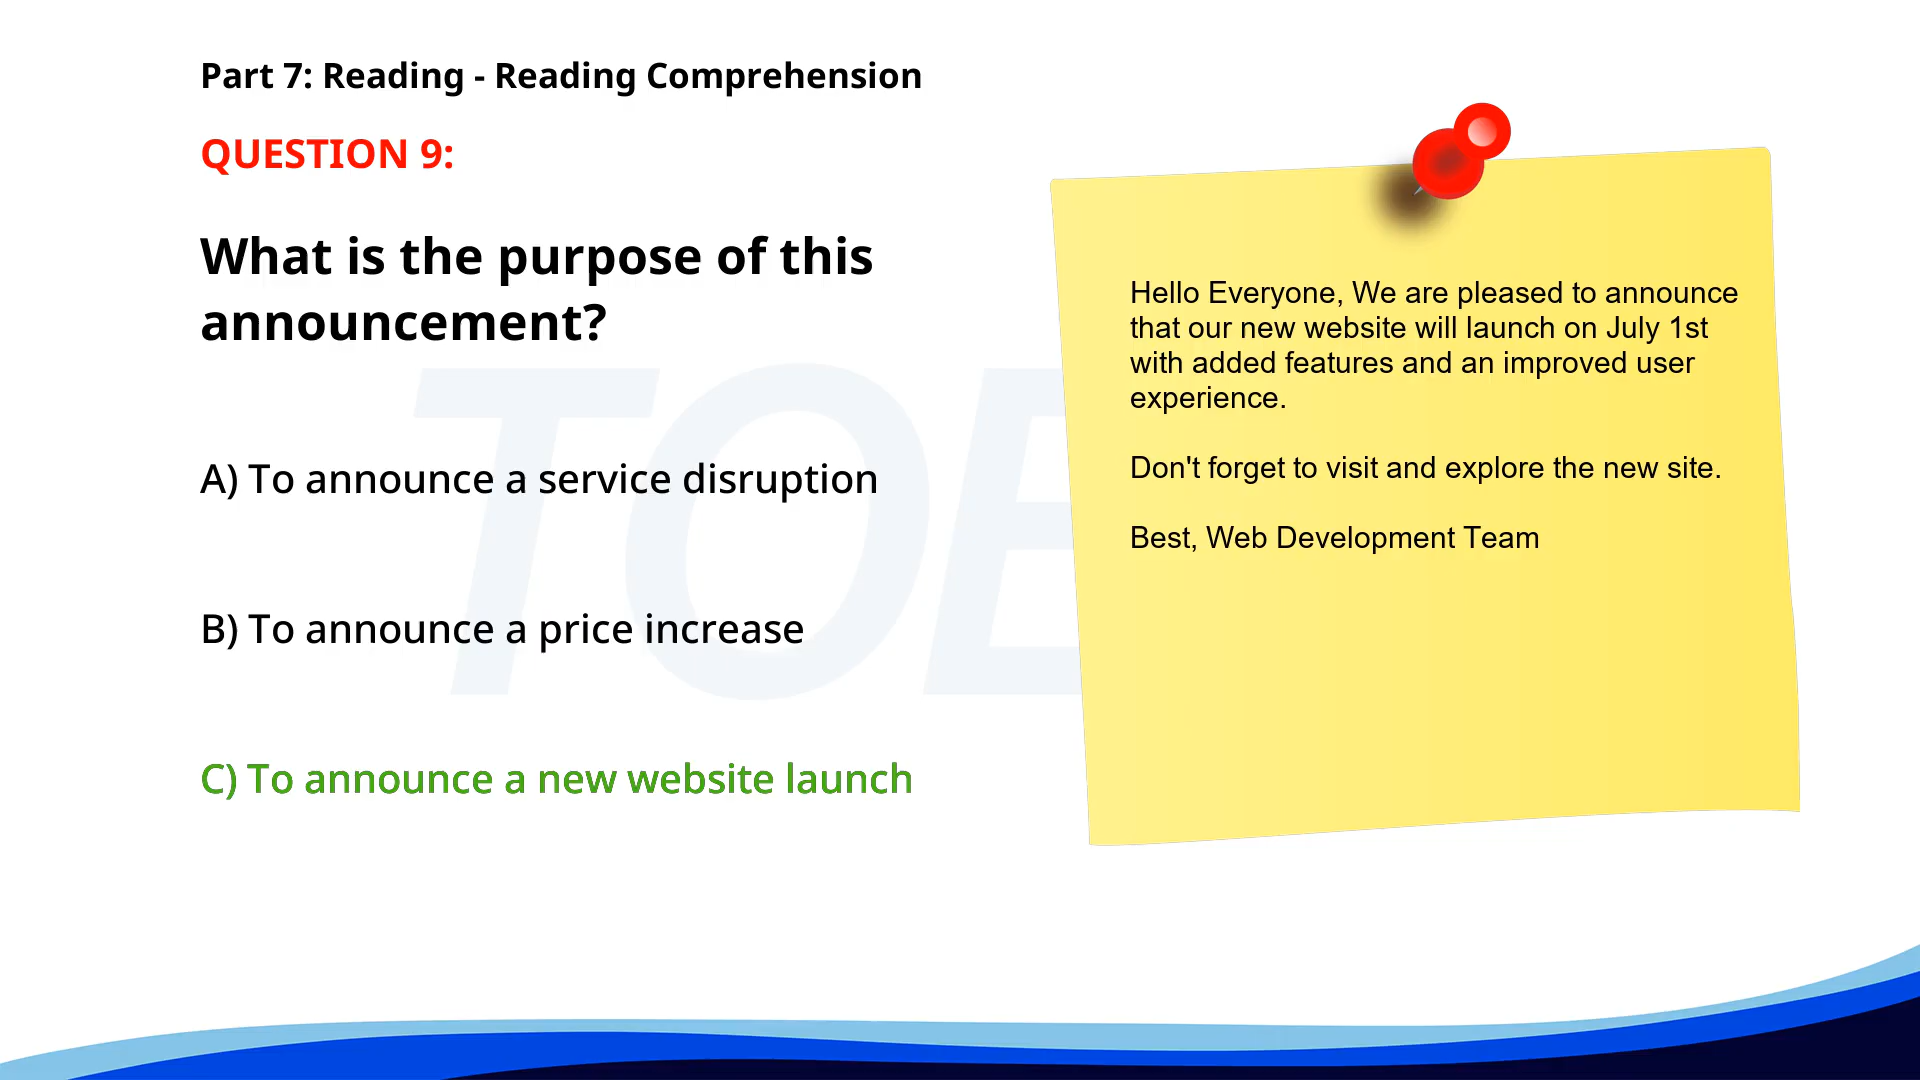 Part 7: Reading - Reading Comprehension
QUESTION 9:
What is the purpose of this
announcement?
A) To announce a service disruption
B) To announce a price increase
C) To announce a new website launch
Hello Everyone, We are pleased to announce
that our new website will launch on July 1st
with added features and an improved user
experience.
Don't forget to visit and explore the new site.
Best, Web Development Team